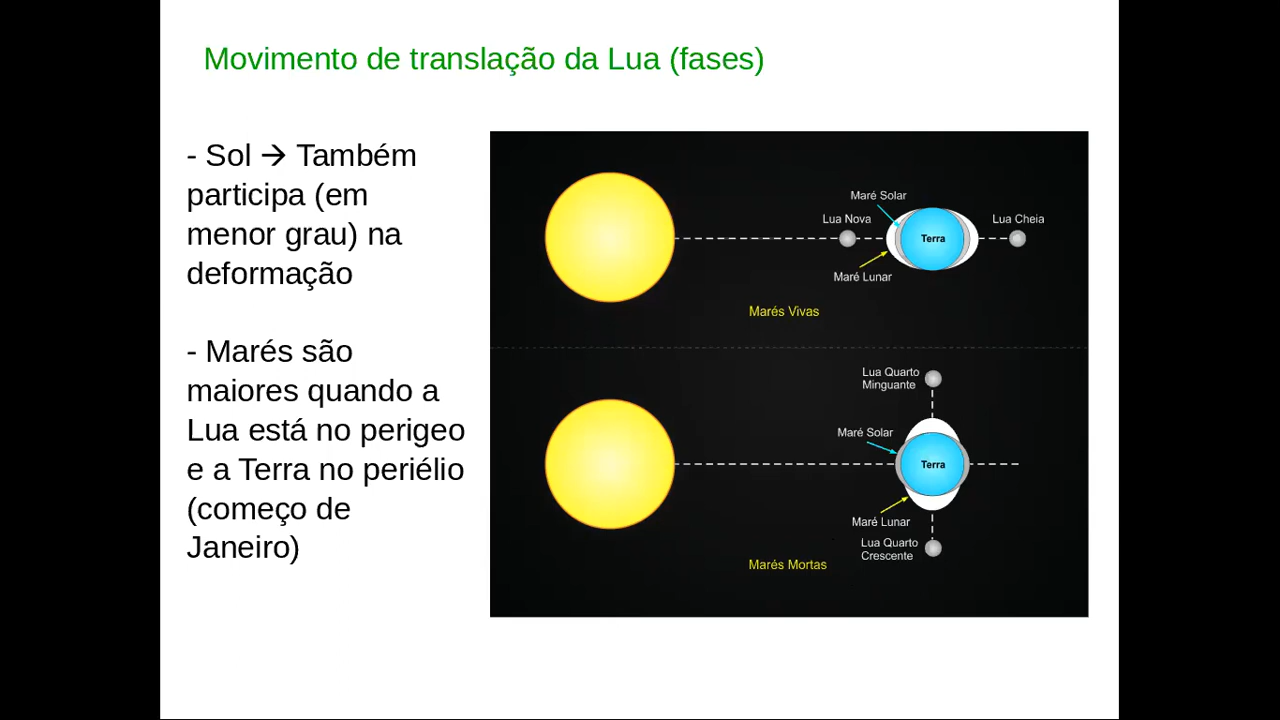 Movimento de translação da Lua (fases)
- Sol → Também
participa (em
menor grau) na
deformação
- Marés são
maiores quando a
Lua está no perigeo
e a Terra no periélio
(começo de
Janeiro)
Maré Solar
Lua Nova
Lua Cheia
Terra
Maré Lunar
Marés Vivas
Lua Quarto
Minguante
Maré Solar
Terra
Maré Lunar
Lua Quarto
Crescente
Marés Mortas